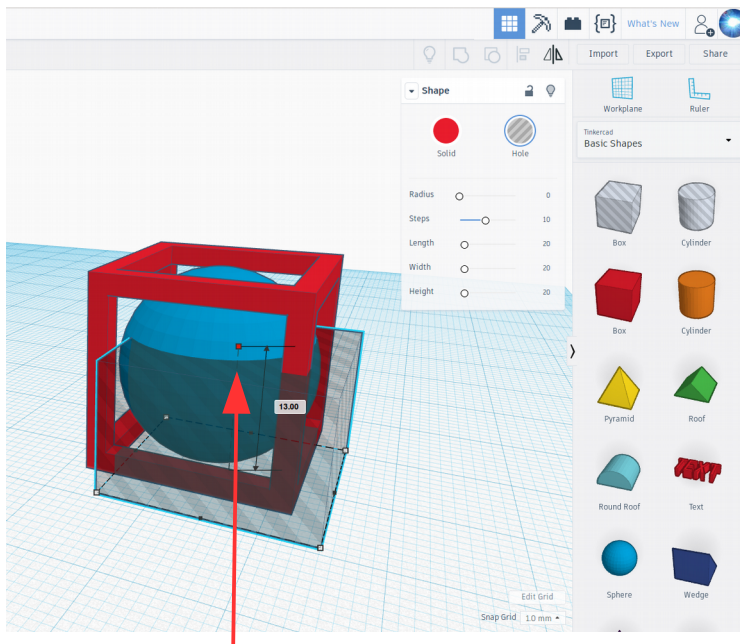 What's New
Import
Export
Share
Shape
Workplane
Ruler
Solid
Hole
Tinkercad
Basic Shapes
Radius
0
Steps
10
Length
20
Width
20
Height
20
Box
Cylinder
Box
Cylinder
13.00
Pyramid
Roof
TEXT
Round Roof
Text
Sphere
Wedge
Edit Grid
Snap Grid
1.0 mm